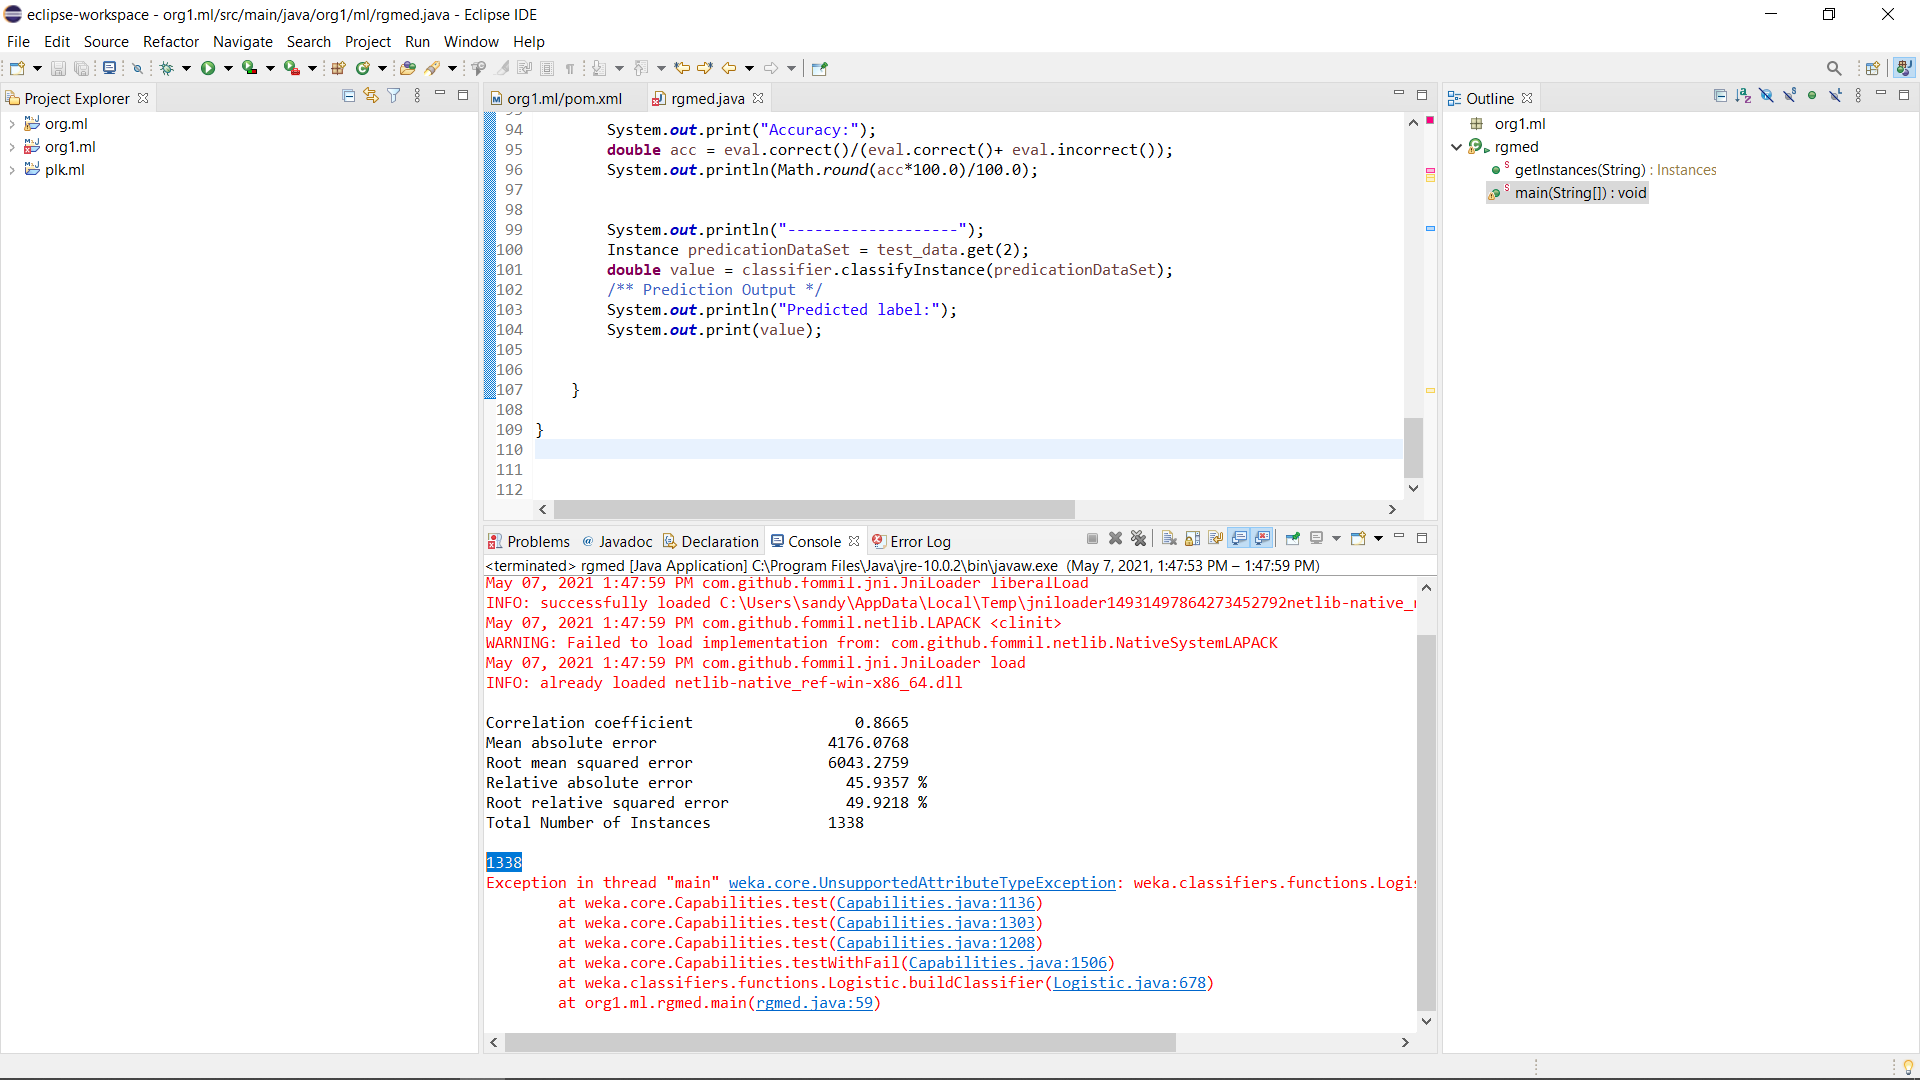 eclipse-workspace - org1.ml/src/main/java/org1/ml/rgmed.java - Eclipse IDE
File Edit Source Refactor Navigate Search Project Run Window Help
Project Explorer
org.ml
org1.ml
plk.ml
org1.ml/pom.xml rgmed.java
94 System.out.print("Accuracy:");
95 double acc = eval.correct()/(eval.correct()+ eval.incorrect());
96 System.out.println(Math.round(acc*100.0)/100.0);
97
98
99 System.out.println("-------------------");
100 Instance predicationDataSet = test_data.get(2);
101 double value = classifier.classifyInstance(predicationDataSet);
102 /** Prediction Output */
103 System.out.println("Predicted label:");
104 System.out.print(value);
105
106
107 }
108
109 }
110
111
112
Outline
org1.ml
rgmed
getInstances(String) : Instances
main(String[]) : void
Problems @ Javadoc Declaration Console Error Log
<terminated> rgmed [Java Application] C:\Program Files\Java\jre-10.0.2\bin\javaw.exe (May 7, 2021, 1:47:53 PM – 1:47:59 PM)
May 07, 2021 1:47:59 PM com.github.fommil.jni.JniLoader liberalLoad
INFO: successfully loaded C:\Users\sandy\AppData\Local\Temp\jniloader14931497864273452792netlib-native_
May 07, 2021 1:47:59 PM com.github.fommil.netlib.LAPACK <clinit>
WARNING: Failed to load implementation from: com.github.fommil.netlib.NativeSystemLAPACK
May 07, 2021 1:47:59 PM com.github.fommil.jni.JniLoader load
INFO: already loaded netlib-native_ref-win-x86_64.dll
Correlation coefficient 0.8665
Mean absolute error 4176.0768
Root mean squared error 6043.2759
Relative absolute error 45.9357 %
Root relative squared error 49.9218 %
Total Number of Instances 1338
1338
Exception in thread "main" weka.core.UnsupportedAttributeTypeException: weka.classifiers.functions.Logi
at weka.core.Capabilities.test(Capabilities.java:1136)
at weka.core.Capabilities.test(Capabilities.java:1303)
at weka.core.Capabilities.test(Capabilities.java:1208)
at weka.core.Capabilities.testWithFail(Capabilities.java:1506)
at weka.classifiers.functions.Logistic.buildClassifier(Logistic.java:678)
at org1.ml.rgmed.main(rgmed.java:59)